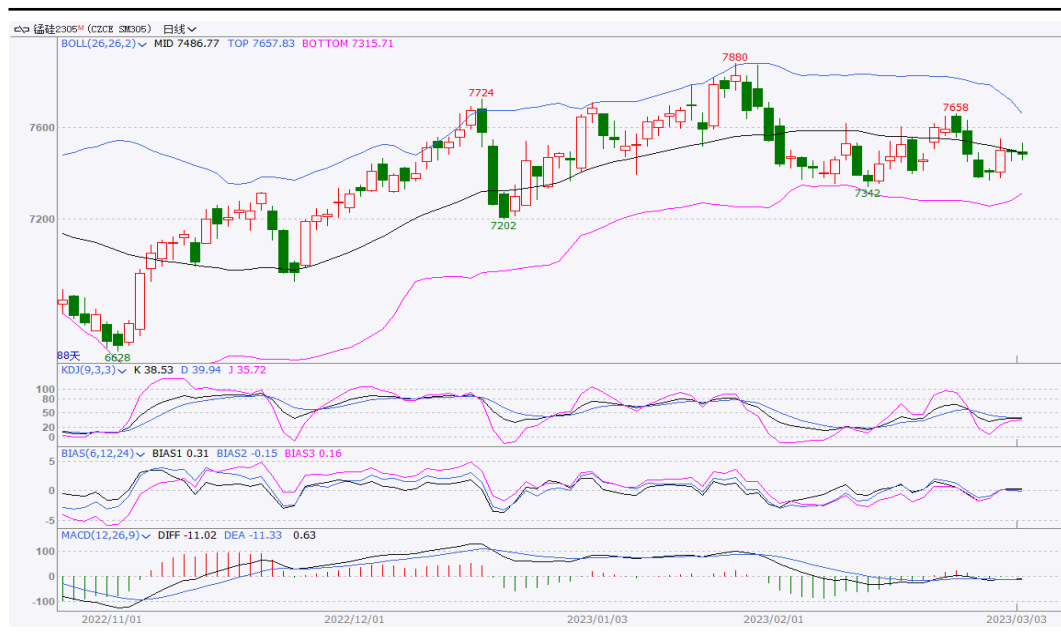 锰硅2305M (CZCE SM305) 日线
BOLL(26,26,2) MID 7486.77 TOP 7657.83 BOTTOM 7315.71
7880
7724
7658
7600
7342
7200
7202
88天
6628
KDJ(9,3,3) K 38.53 D 39.94 J 35.72
100
80
50
20
0
BIAS(6,12,24) BIAS1 0.31 BIAS2 -0.15 BIAS3 0.16
5
0
-5
MACD(12,26,9) DIFF -11.02 DEA -11.33 0.63
100
0
-100
2022/11/01 2022/12/01 2023/01/03 2023/02/01 2023/03/03